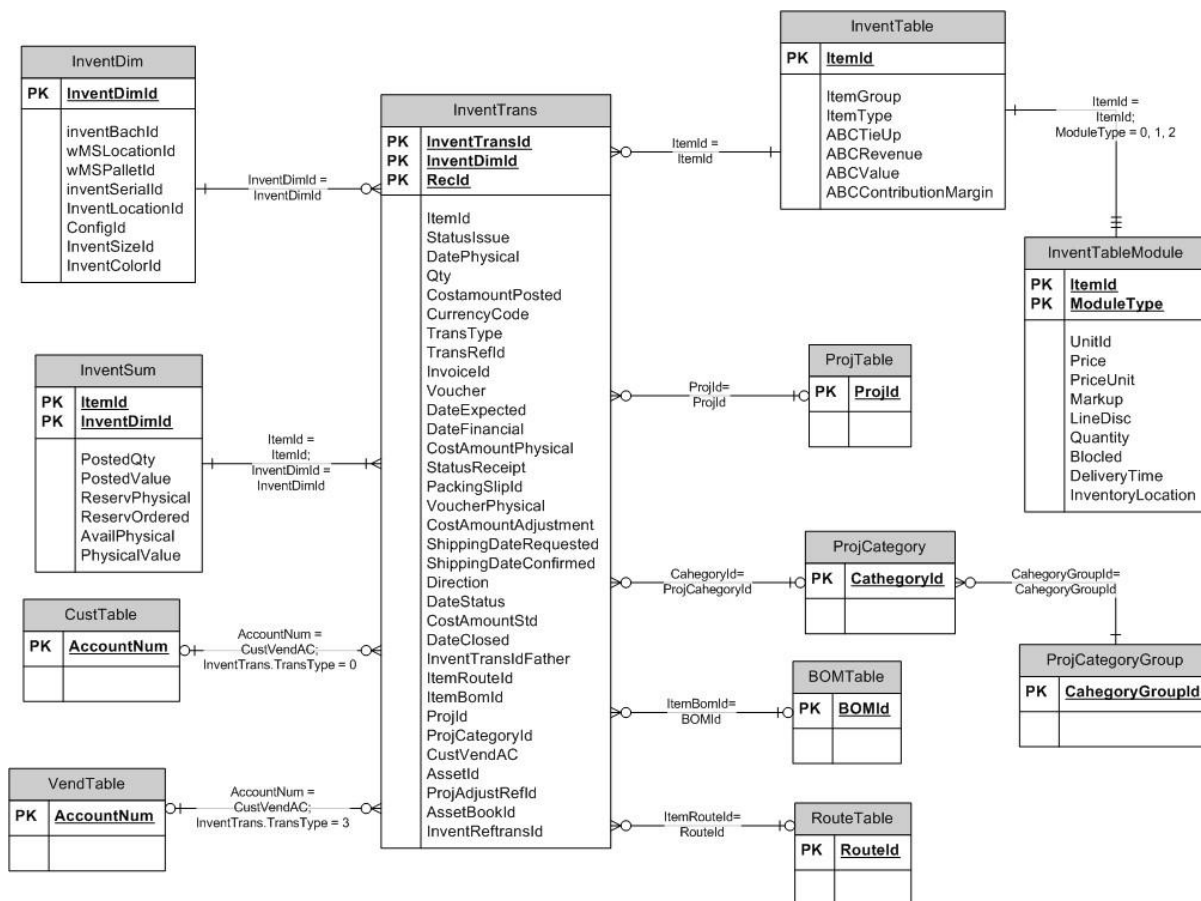 InventDim
PK InventDimId
inventBachId
wMSLocationId
wMSPalletId
inventSerialId
InventLocationId
ConfigId
InventSizeId
InventColorId
InventDimId =
InventDimId
InventSum
PK ItemId
PK InventDimId
PostedQty
PostedValue
ReservPhysical
ReservOrdered
AvailPhysical
PhysicalValue
ItemId =
ItemId;
InventDimId =
InventDimId
CustTable
PK AccountNum
AccountNum =
CustVendAC;
InventTrans.TransType = 0
VendTable
PK AccountNum
AccountNum =
CustVendAC;
InventTrans.TransType = 3
InventTrans
PK InventTransId
PK InventDimId
PK RecId
ItemId
StatusIssue
DatePhysical
Qty
CostamountPosted
CurrencyCode
TransType
TransRefId
InvoiceId
Voucher
DateExpected
DateFinancial
CostAmountPhysical
StatusReceipt
PackingSlipId
VoucherPhysical
CostAmountAdjustment
ShippingDateRequested
ShippingDateConfirmed
Direction
DateStatus
CostAmountStd
DateClosed
InventTransIdFather
ItemRouteId
ItemBomId
ProjId
ProjCategoryId
CustVendAC
AssetId
ProjAdjustRefId
AssetBookId
InventReftransId
ItemId =
ItemId
InventTable
PK ItemId
ItemGroup
ItemType
ABCTieUp
ABCRevenue
ABCValue
ABCContributionMargin
ItemId =
ItemId;
ModuleType = 0, 1, 2
InventTableModule
PK ItemId
PK ModuleType
UnitId
Price
PriceUnit
Markup
LineDisc
Quantity
Blocled
DeliveryTime
InventoryLocation
ProjId=
ProjId
ProjTable
PK ProjId
CahegoryId=
ProjCahegoryId
ProjCategory
PK CathegoryId
CahegoryGroupId=
CahegoryGroupId
ProjCategoryGroup
PK CahegoryGroupId
ItemBomId=
BOMId
BOMTable
PK BOMId
ItemRouteId=
RouteId
RouteTable
PK RouteId